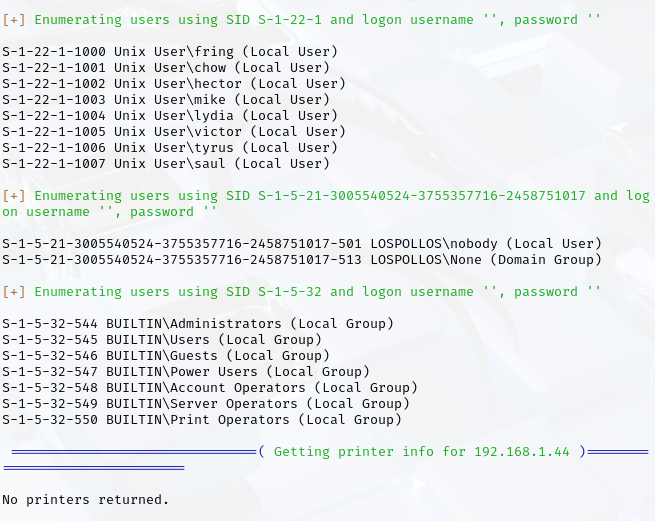 [+] Enumerating users using SID S-1-22-1 and logon username '', password ''
S-1-22-1-1000 Unix User\fring (Local User)
S-1-22-1-1001 Unix User\chow (Local User)
S-1-22-1-1002 Unix User\hector (Local User)
S-1-22-1-1003 Unix User\mike (Local User)
S-1-22-1-1004 Unix User\lydia (Local User)
S-1-22-1-1005 Unix User\victor (Local User)
S-1-22-1-1006 Unix User\tyrus (Local User)
S-1-22-1-1007 Unix User\saul (Local User)
[+] Enumerating users using SID S-1-5-21-3005540524-3755357716-2458751017 and log
on username '', password ''
S-1-5-21-3005540524-3755357716-2458751017-501 LOSPOLLOS\nobody (Local User)
S-1-5-21-3005540524-3755357716-2458751017-513 LOSPOLLOS\None (Domain Group)
[+] Enumerating users using SID S-1-5-32 and logon username '', password ''
S-1-5-32-544 BUILTIN\Administrators (Local Group)
S-1-5-32-545 BUILTIN\Users (Local Group)
S-1-5-32-546 BUILTIN\Guests (Local Group)
S-1-5-32-547 BUILTIN\Power Users (Local Group)
S-1-5-32-548 BUILTIN\Account Operators (Local Group)
S-1-5-32-549 BUILTIN\Server Operators (Local Group)
S-1-5-32-550 BUILTIN\Print Operators (Local Group)
===============================( Getting printer info for 192.168.1.44 )========
=======================
No printers returned.